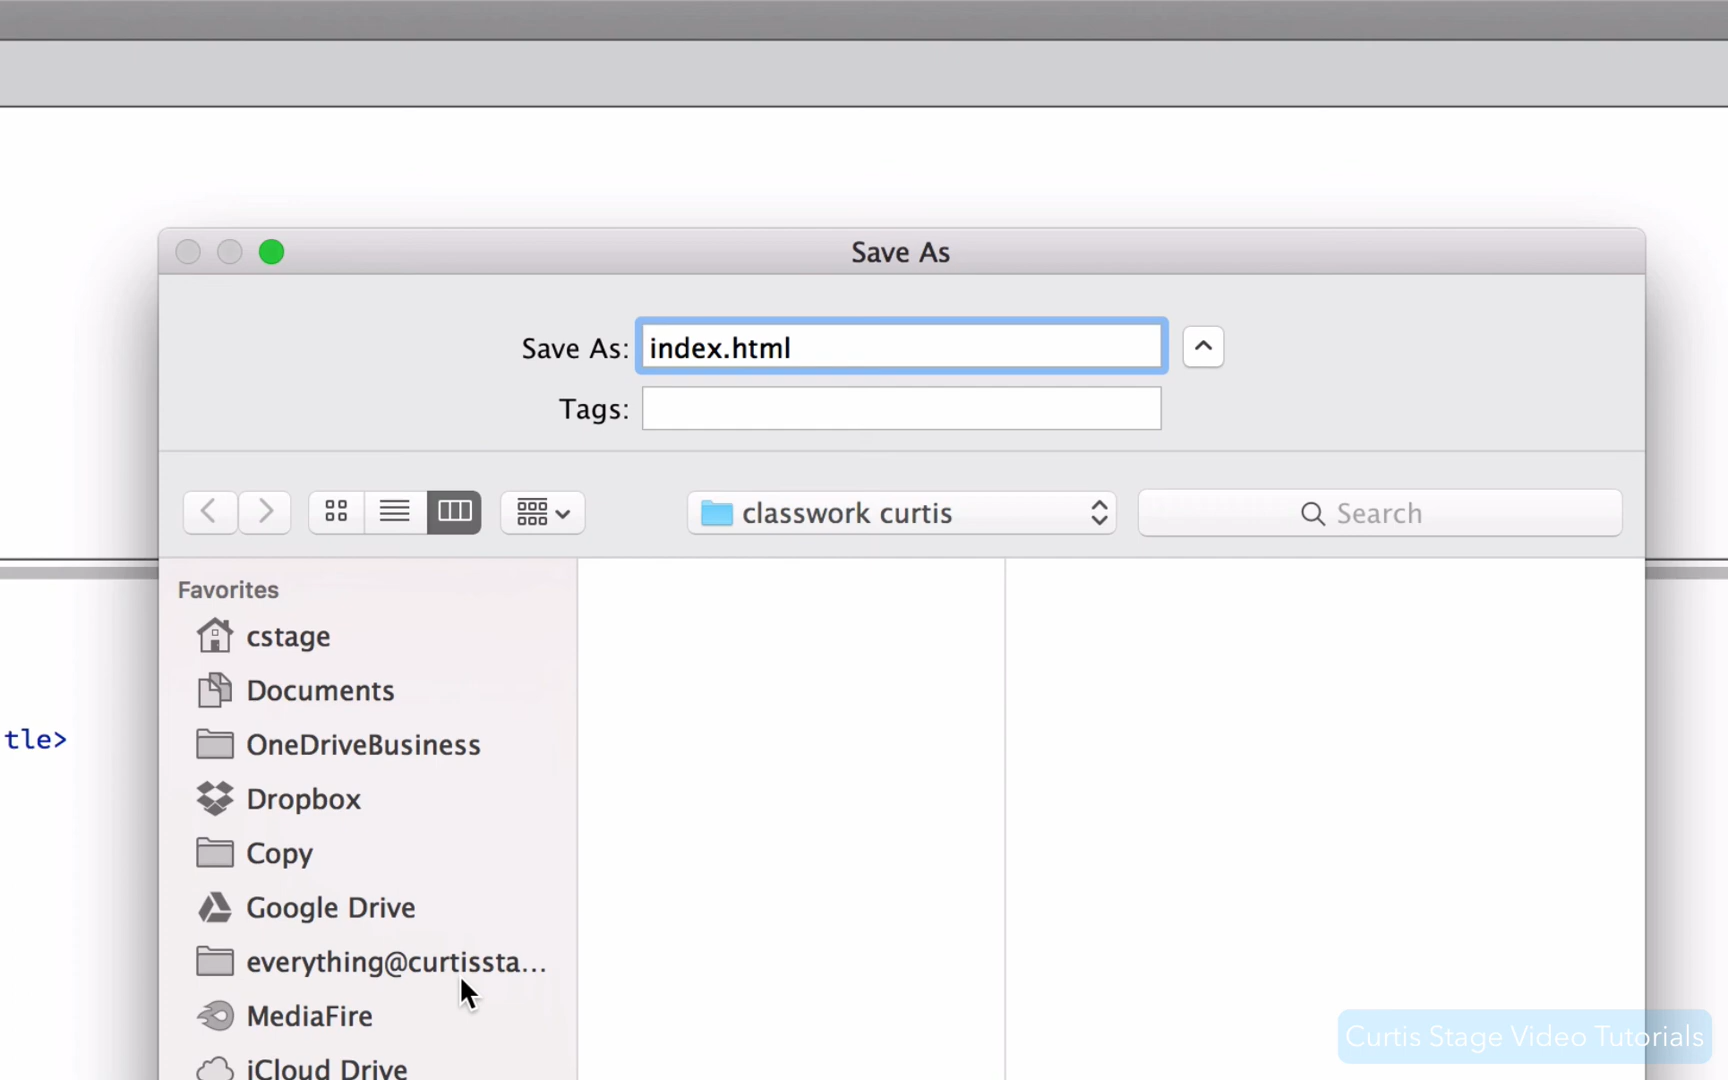 Save As
Save As: index.html
Tags:
classwork curtis
Search
Favorites
cstage
Documents
tle>
OneDriveBusiness
Dropbox
Copy
Google Drive
everything@curtissta...
MediaFire
iCloud Drive
Curtis Stage Video Tutorials